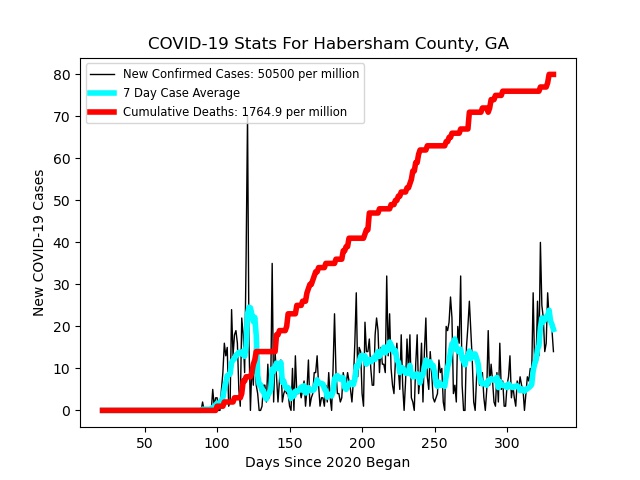 COVID-19 Stats For Habersham County, GA
New Confirmed Cases: 50500 per million
7 Day Case Average
Cumulative Deaths: 1764.9 per million
New COVID-19 Cases
80
70
60
50
40
30
20
10
0
50
100
150
200
250
300
Days Since 2020 Began